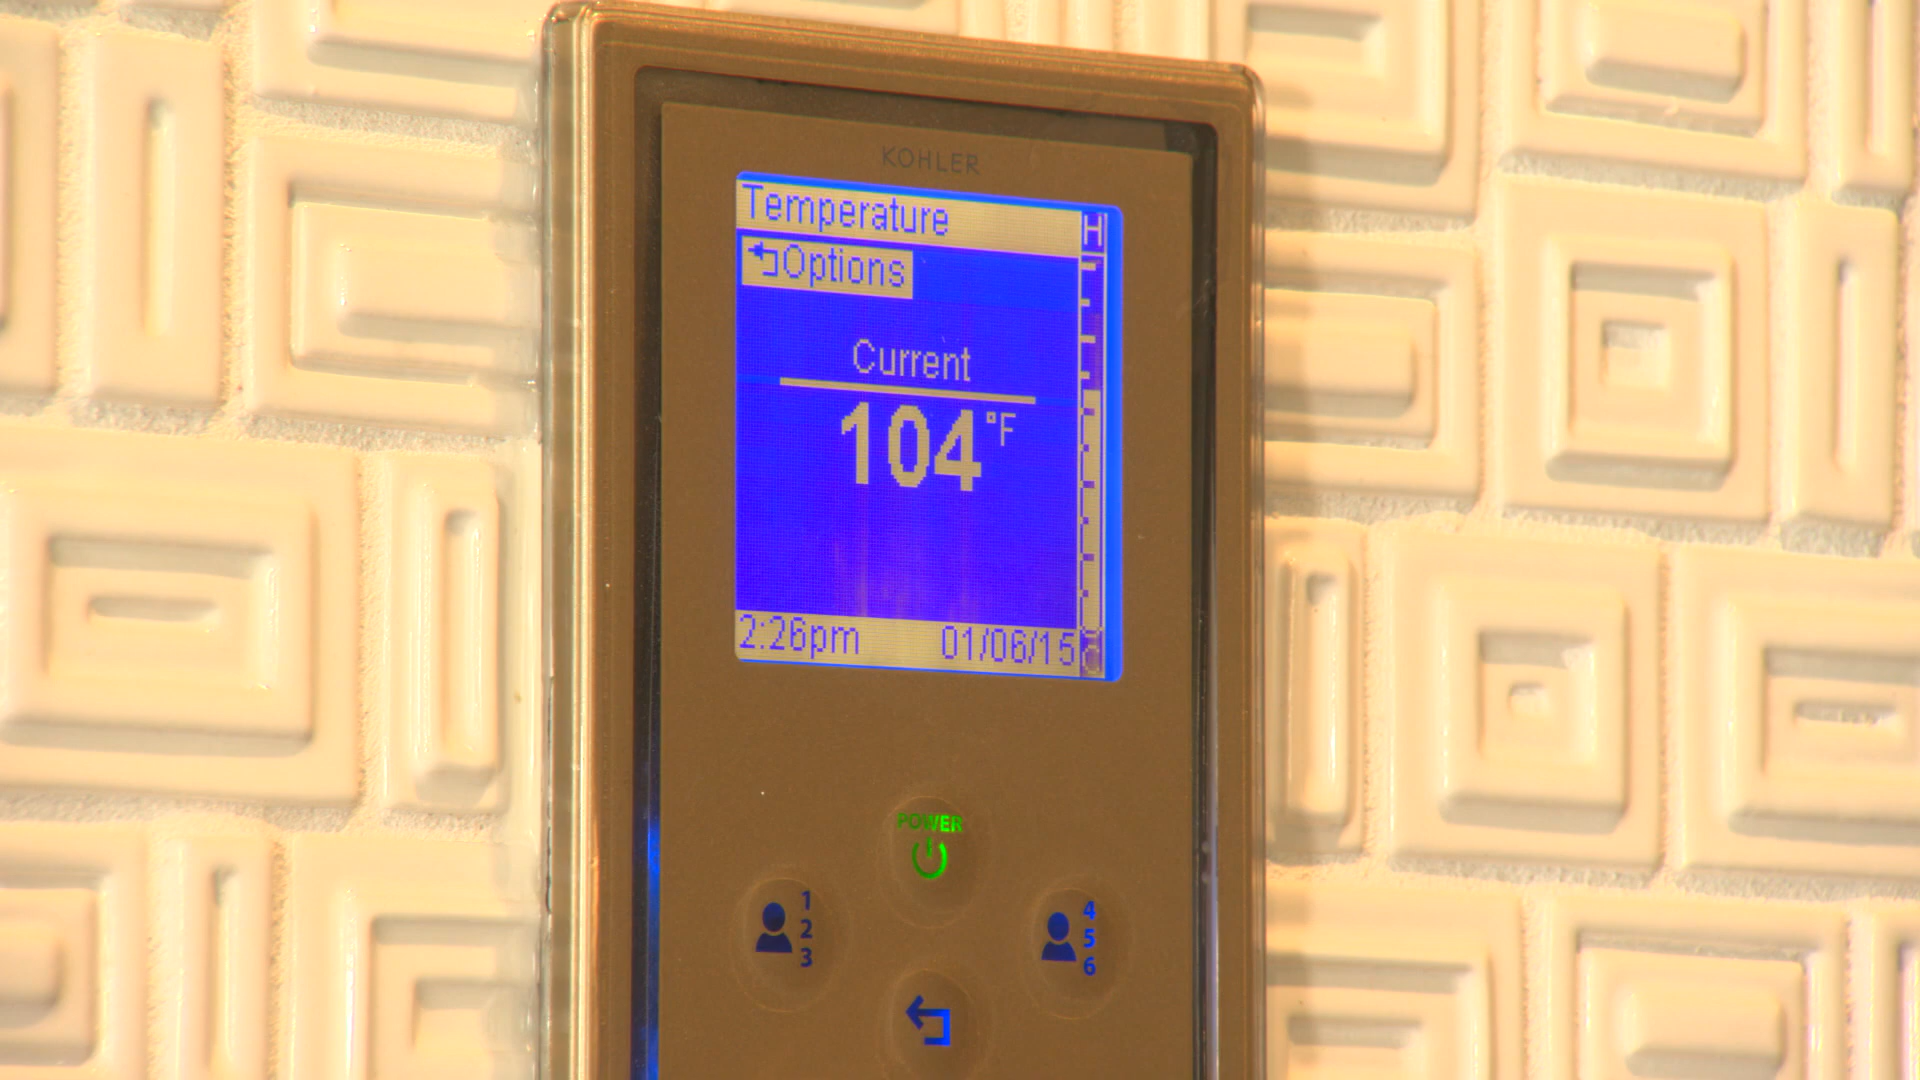 KOHLER
Temperature
H
Options
Current
104°F
2:26pm 01/06/15
C
POWER
1
2
3
4
5
6